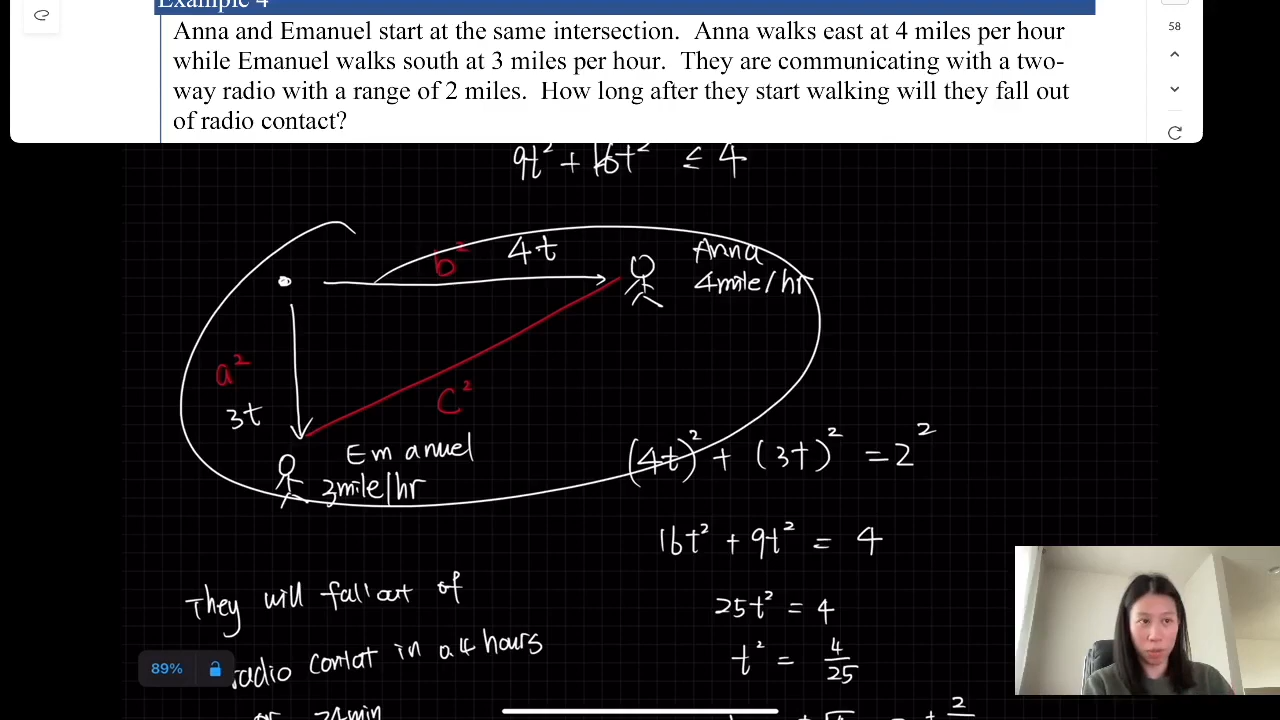 Example 4
58
Anna and Emanuel start at the same intersection. Anna walks east at 4 miles per hour
while Emanuel walks south at 3 miles per hour. They are communicating with a two-
way radio with a range of 2 miles. How long after they start walking will they fall out
of radio contact?
9t² + 16t² ≤ 4
b² 4t
Anna
4mile/hr
a²
3t
c²
Emanuel
3mile/hr
(4t)² + (3t)² = 2²
16t² + 9t² = 4
25t² = 4
t² = 4/25
They will fall out of
radio contat in 0.4 hours
or 24min
89%